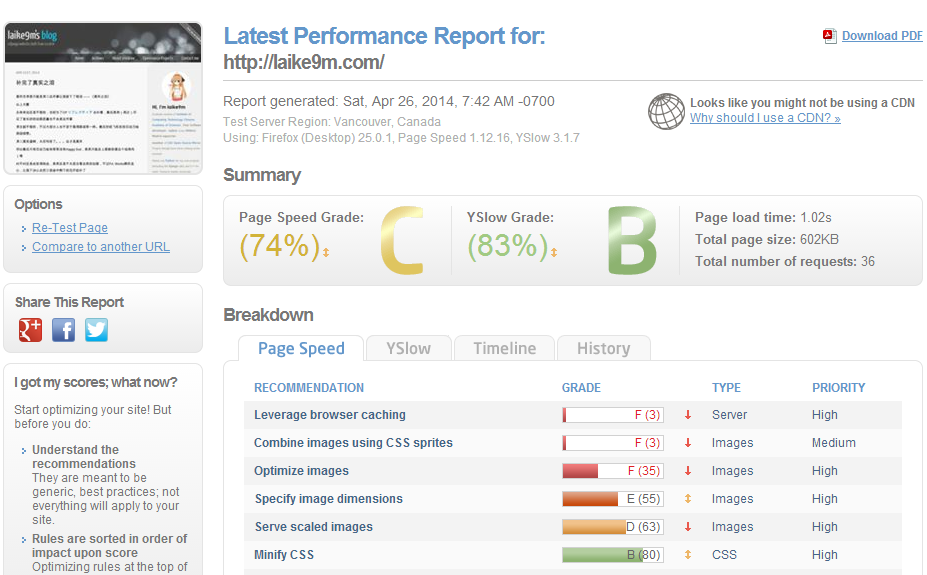 laike9m's blog
Hi, I'm laike9m
Latest Performance Report for:
http://laike9m.com/
Download PDF
Report generated: Sat, Apr 26, 2014, 7:42 AM -0700
Test Server Region: Vancouver, Canada
Using: Firefox (Desktop) 25.0.1, Page Speed 1.12.16, YSlow 3.1.7
Looks like you might not be using a CDN
Why should I use a CDN? »
Options
Re-Test Page
Compare to another URL
Share This Report
I got my scores; what now?
Start optimizing your site! But
before you do:
Understand the
recommendations
They are meant to be
generic, best practices; not
everything will apply to your
site.
Rules are sorted in order of
impact upon score
Optimizing rules at the top of
Summary
Page Speed Grade:
(74%)
C
YSlow Grade:
(83%)
B
Page load time: 1.02s
Total page size: 602KB
Total number of requests: 36
Breakdown
Page Speed YSlow Timeline History
RECOMMENDATION GRADE TYPE PRIORITY
Leverage browser caching F (3) Server High
Combine images using CSS sprites F (3) Images Medium
Optimize images F (35) Images High
Specify image dimensions E (55) Images High
Serve scaled images D (63) Images High
Minify CSS B (80) CSS High